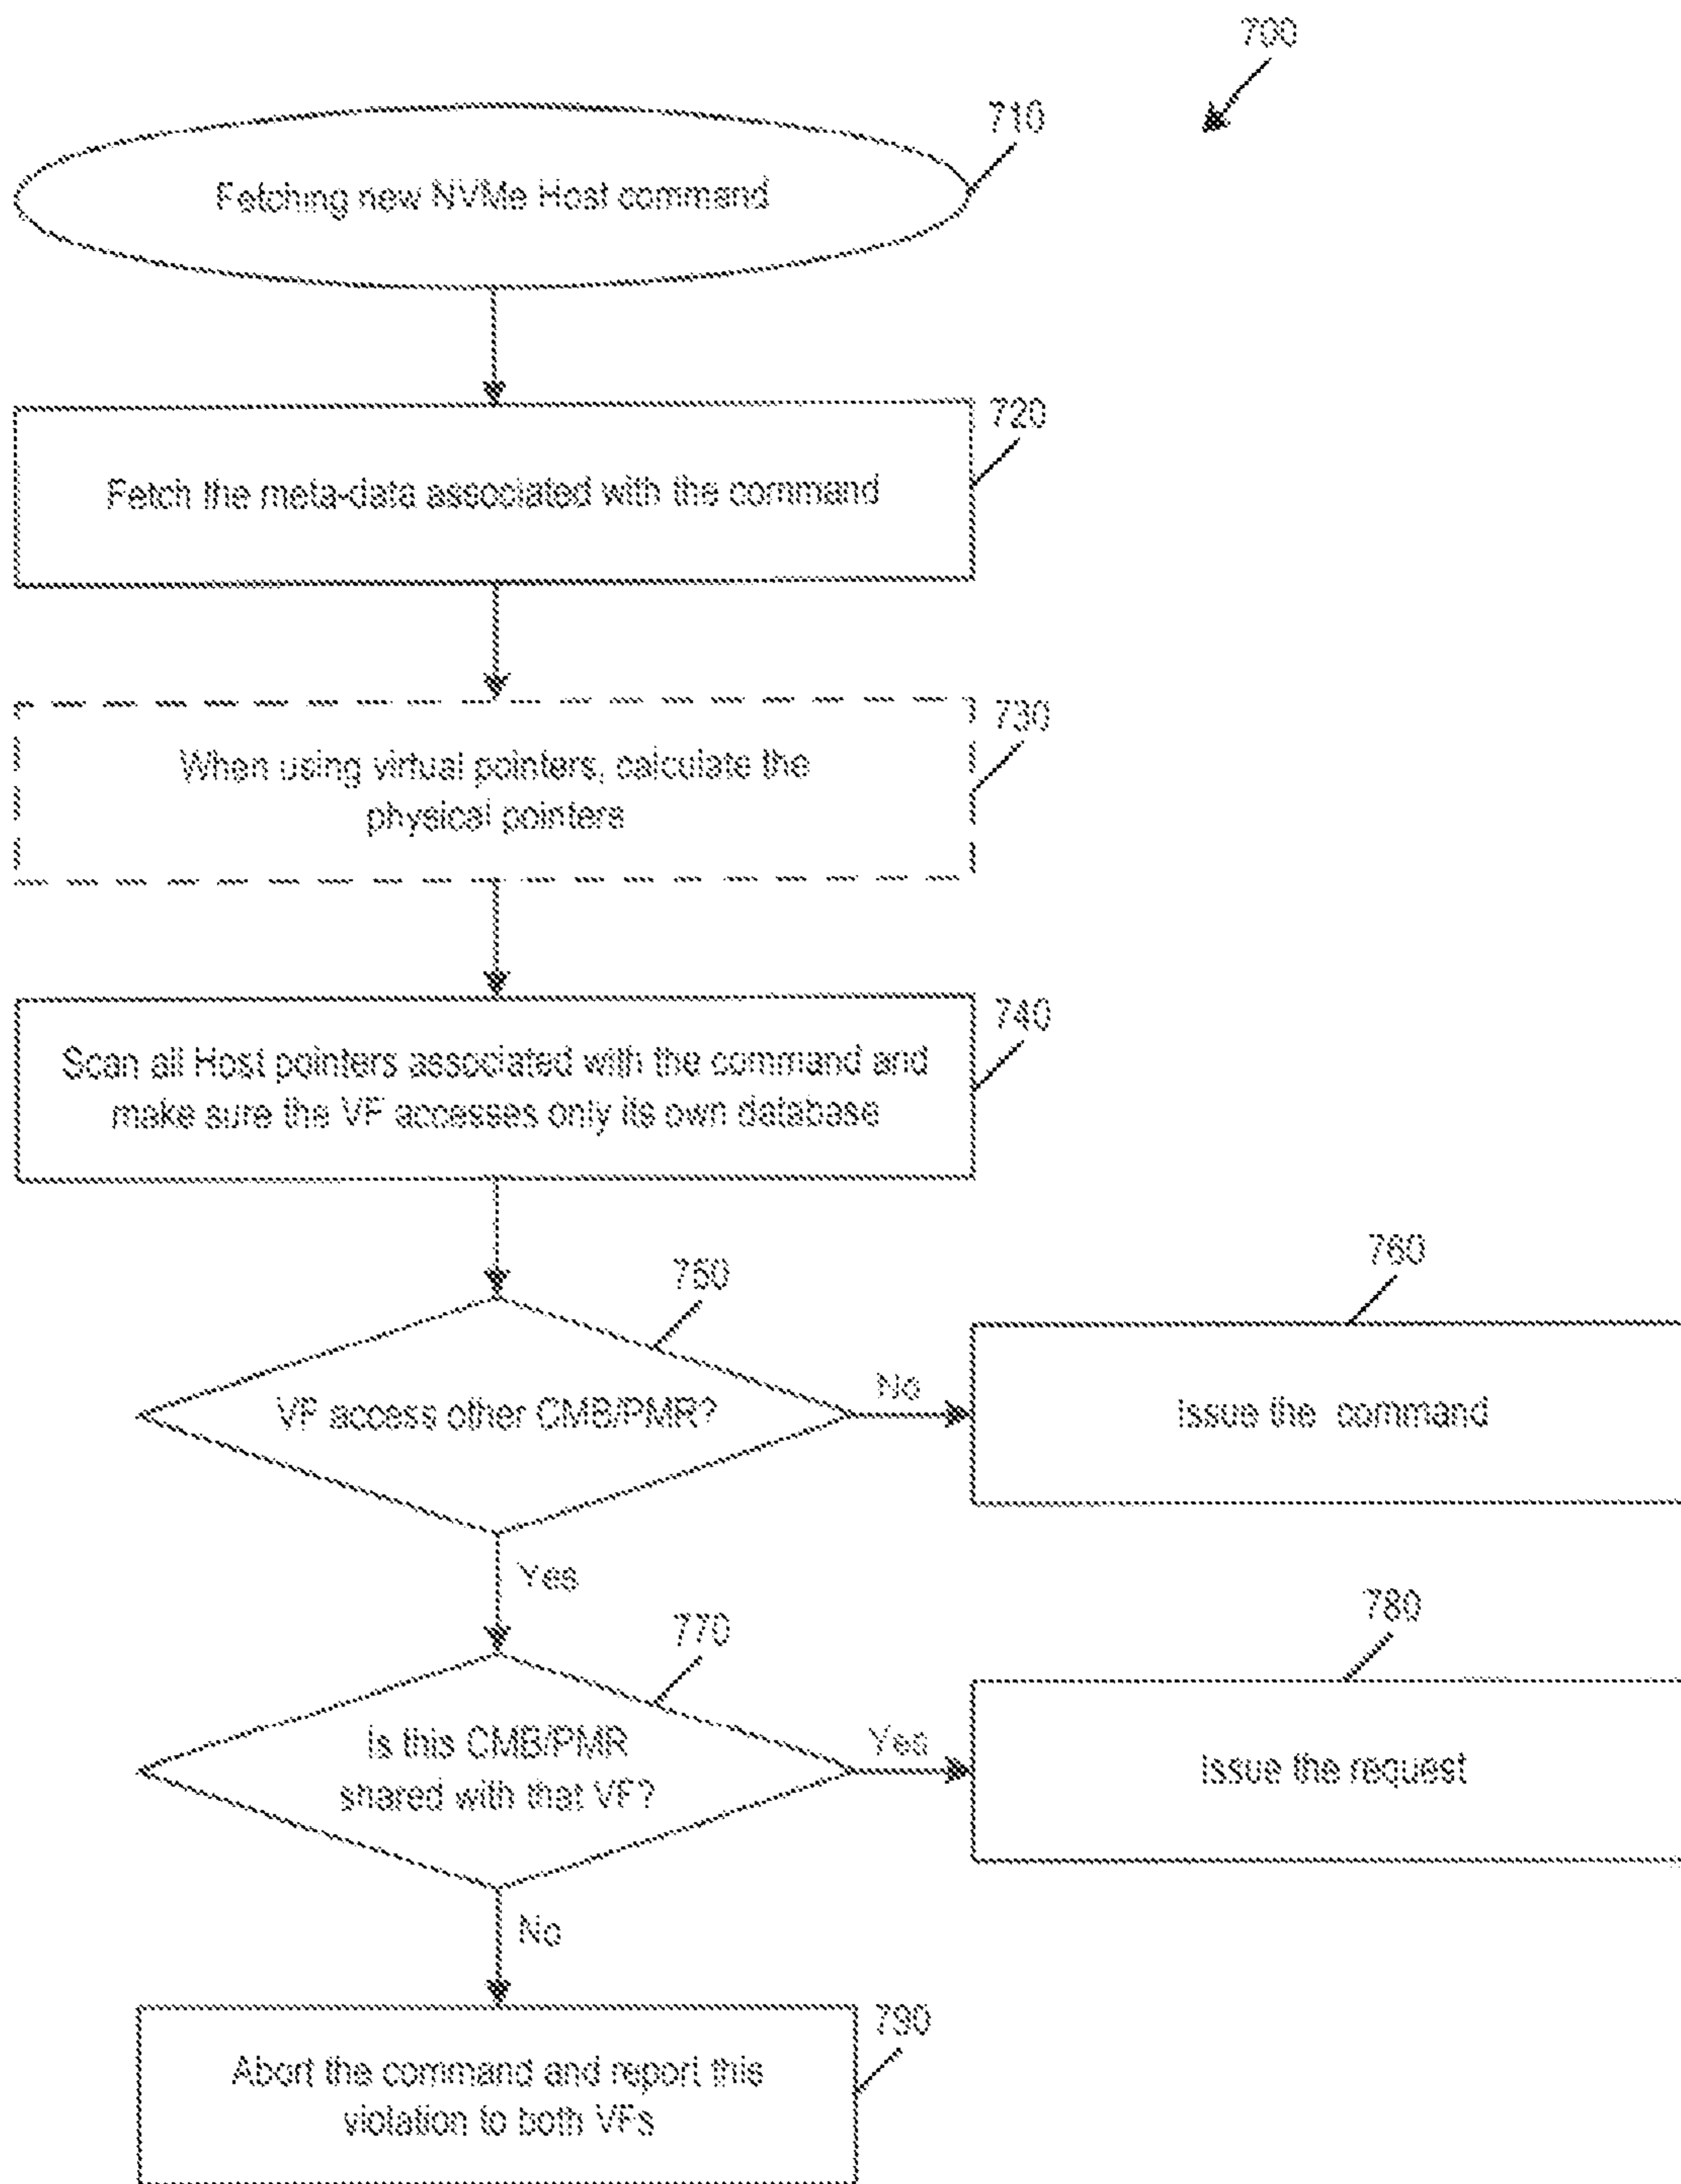 700
710
Fetching new NVMe Host command
720
Fetch the meta-data associated with the command
730
When using virtual pointers, calculate the
physical pointers
740
Scan all Host pointers associated with the command and
make sure the VF accesses only its own database
750
VF access other CMB/PMR?
No
760
Issue the command
Yes
770
Is this CMB/PMR
shared with that VF?
Yes
780
Issue the request
No
790
Abort the command and report this
violation to both VFs